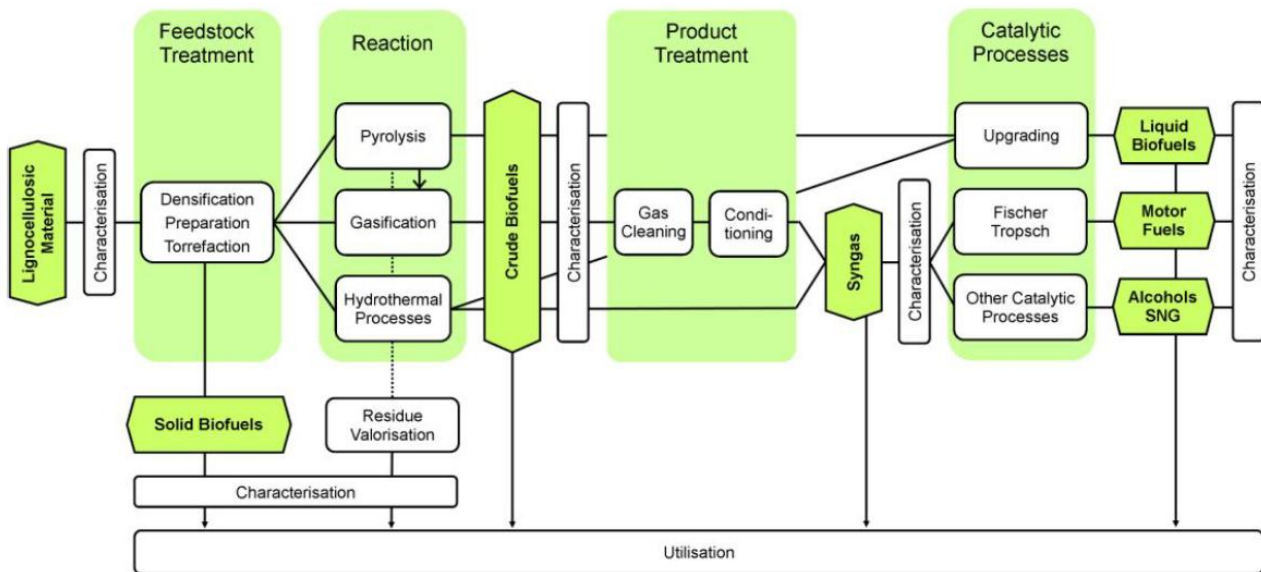 Feedstock
Treatment
Reaction
Product
Treatment
Catalytic
Processes
Lignocellulosic
Material
Characterisation
Densification
Preparation
Torrefaction
Pyrolysis
Gasification
Hydrothermal
Processes
Crude Biofuels
Characterisation
Gas
Cleaning
Condi-
tioning
Syngas
Characterisation
Upgrading
Fischer
Tropsch
Other Catalytic
Processes
Liquid
Biofuels
Motor
Fuels
Alcohols
SNG
Characterisation
Solid Biofuels
Residue
Valorisation
Characterisation
Utilisation